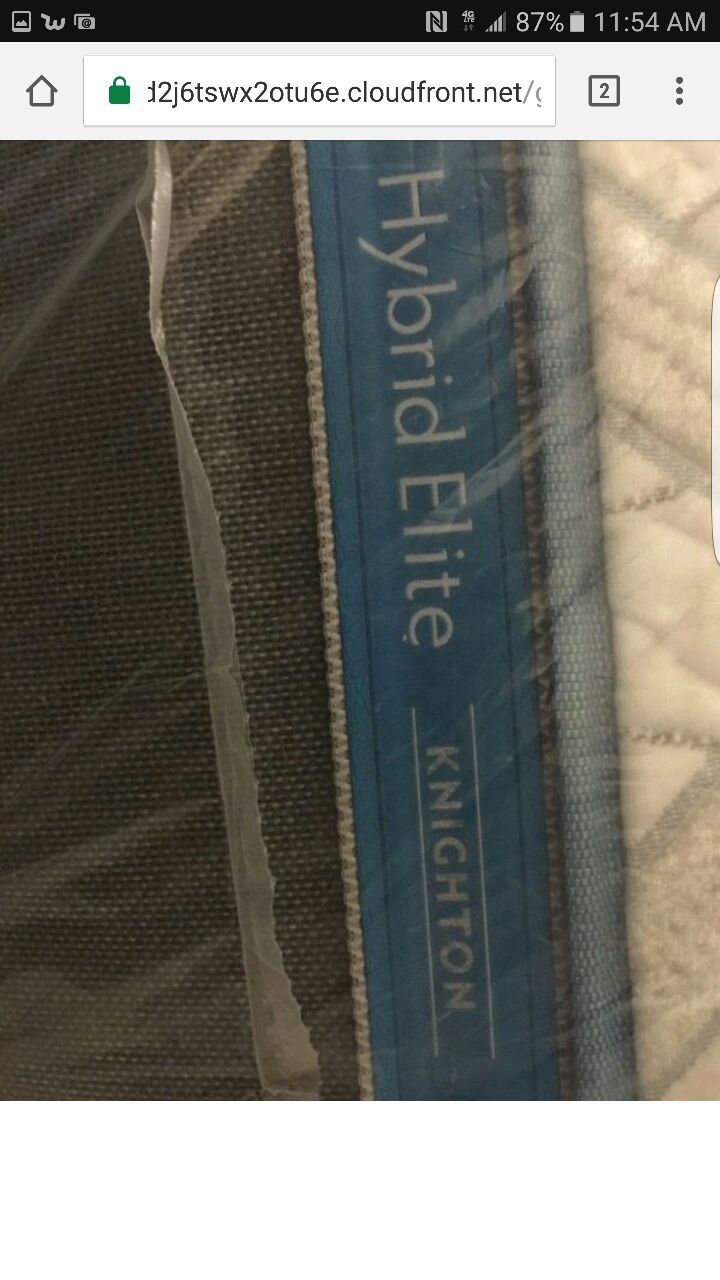 87% 11:54 AM
d2j6tswx2otu6e.cloudfront.net/
2
Hybrid Elite
KNIGHTON